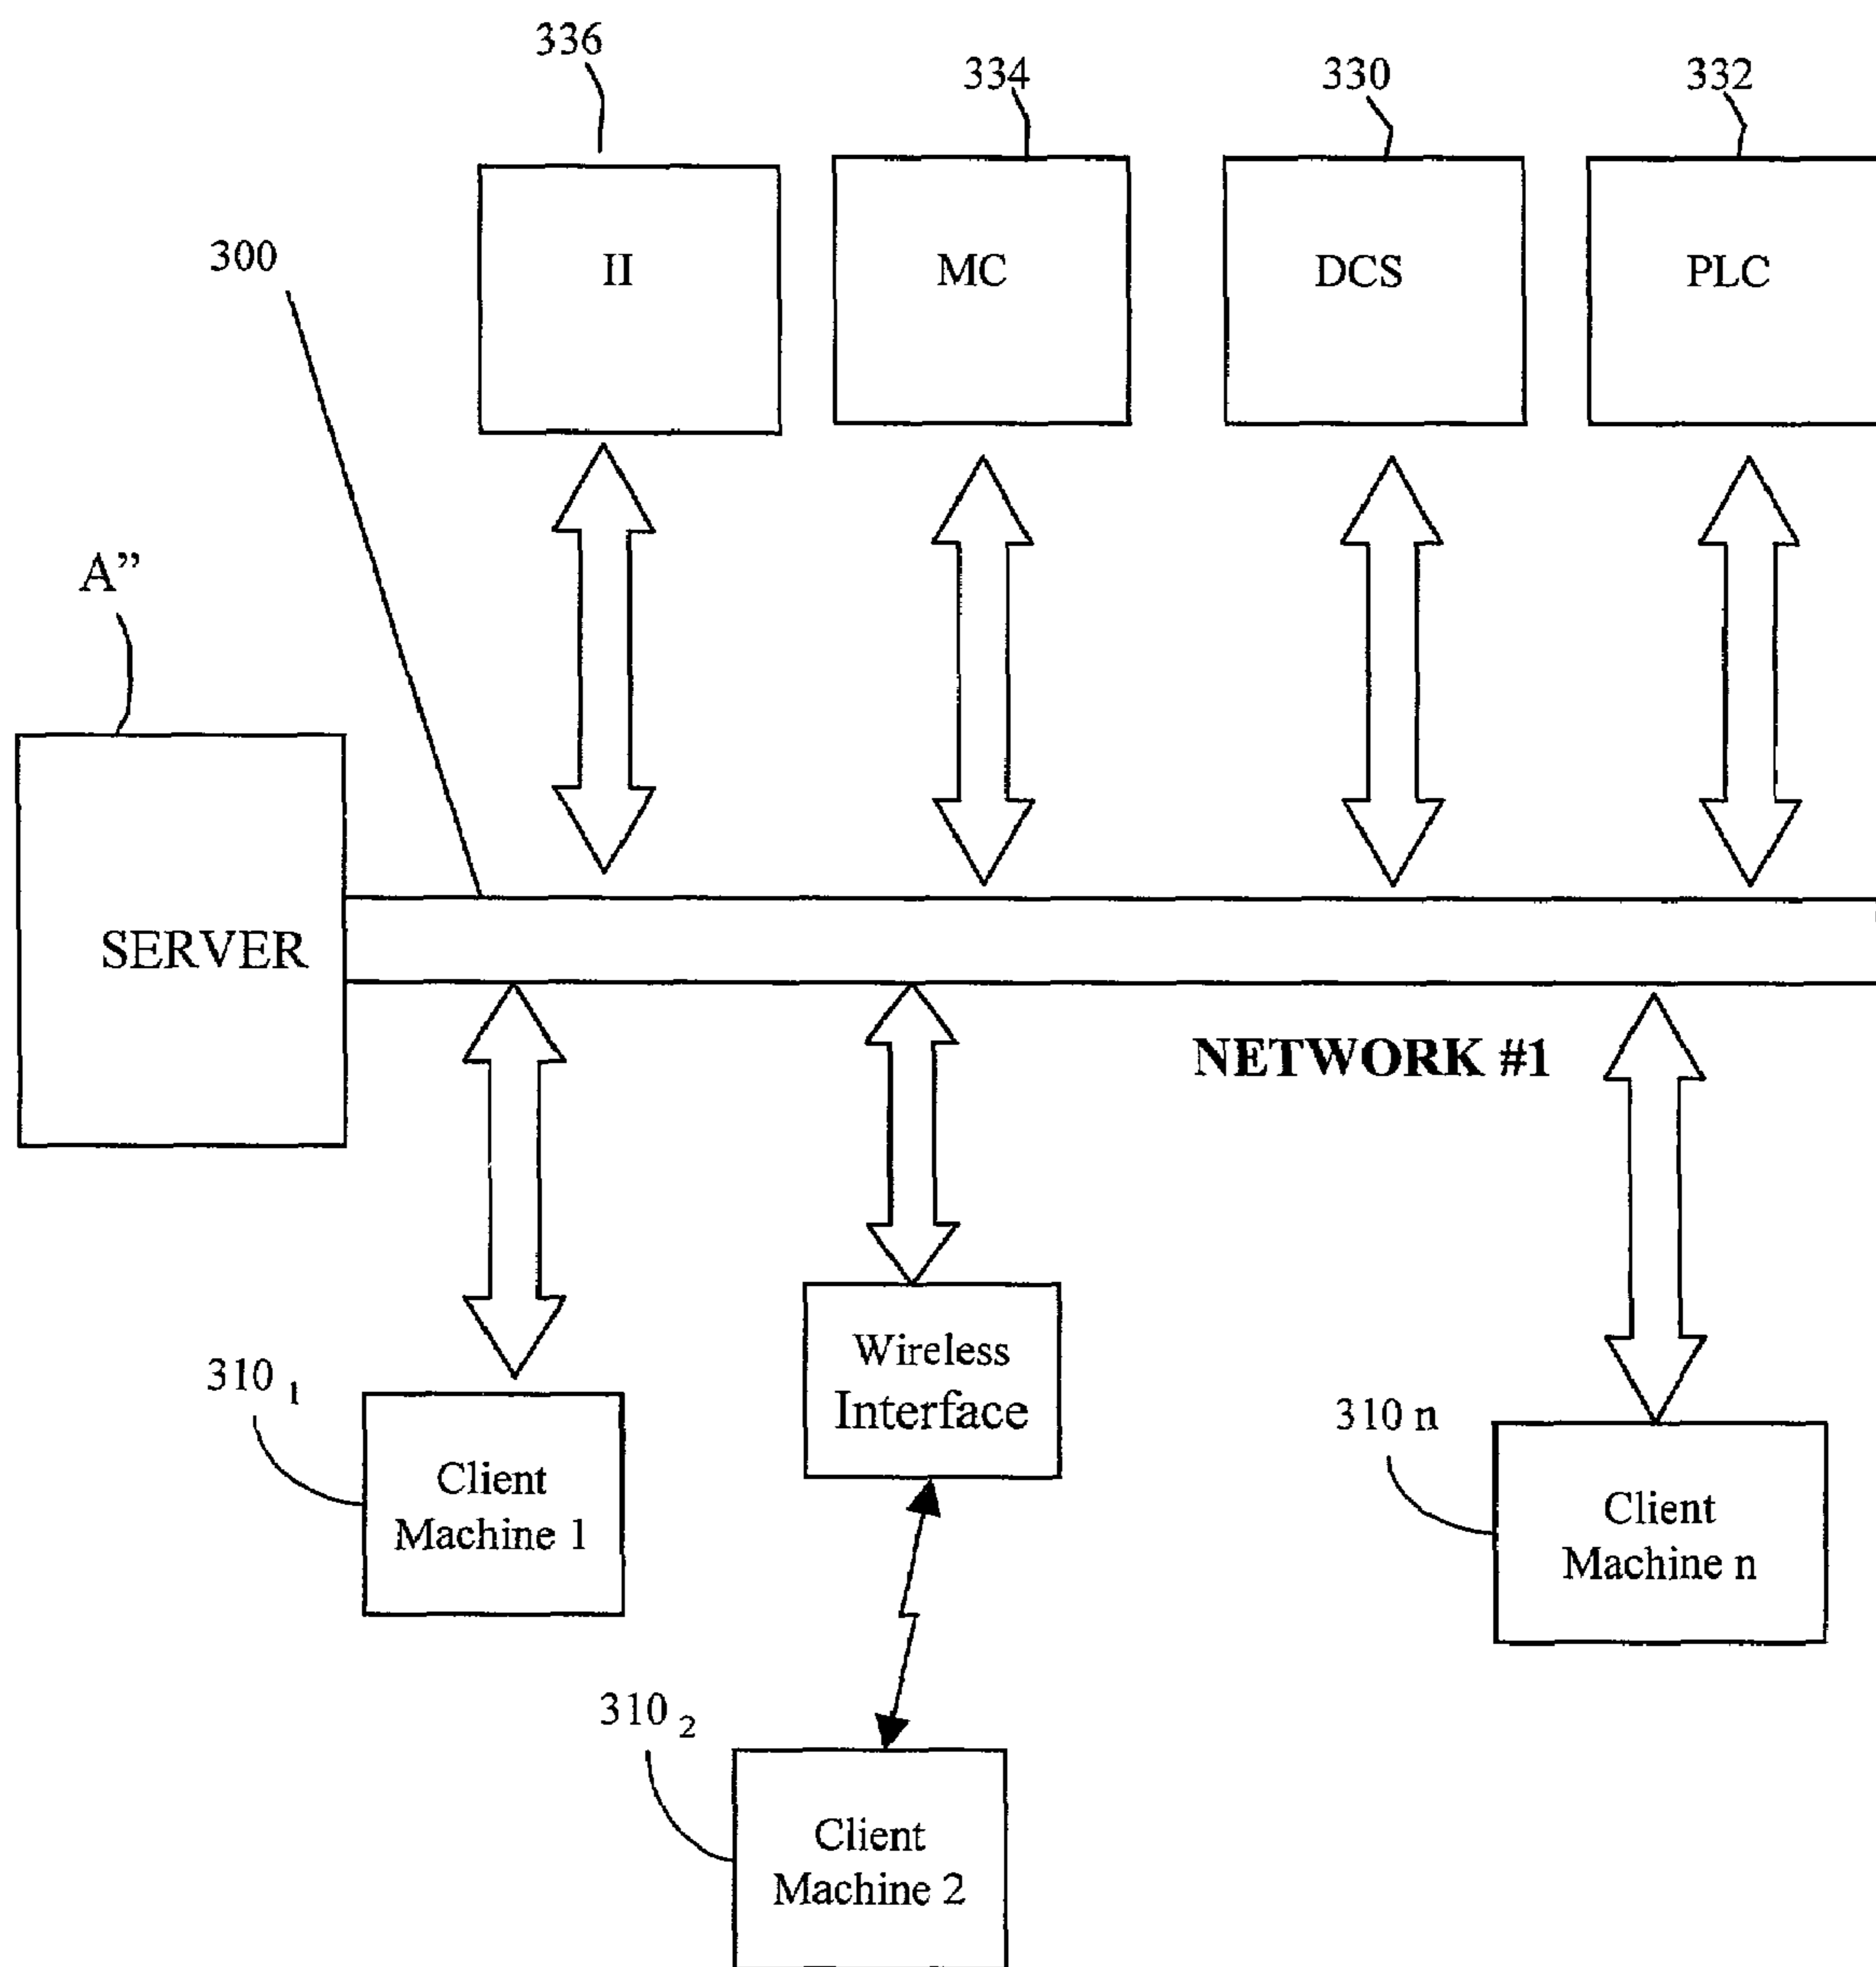 336
334
330
332
300
II
MC
DCS
PLC
A”
SERVER
NETWORK #1
310 1
Client
Machine 1
Wireless
Interface
310 n
Client
Machine n
310 2
Client
Machine 2